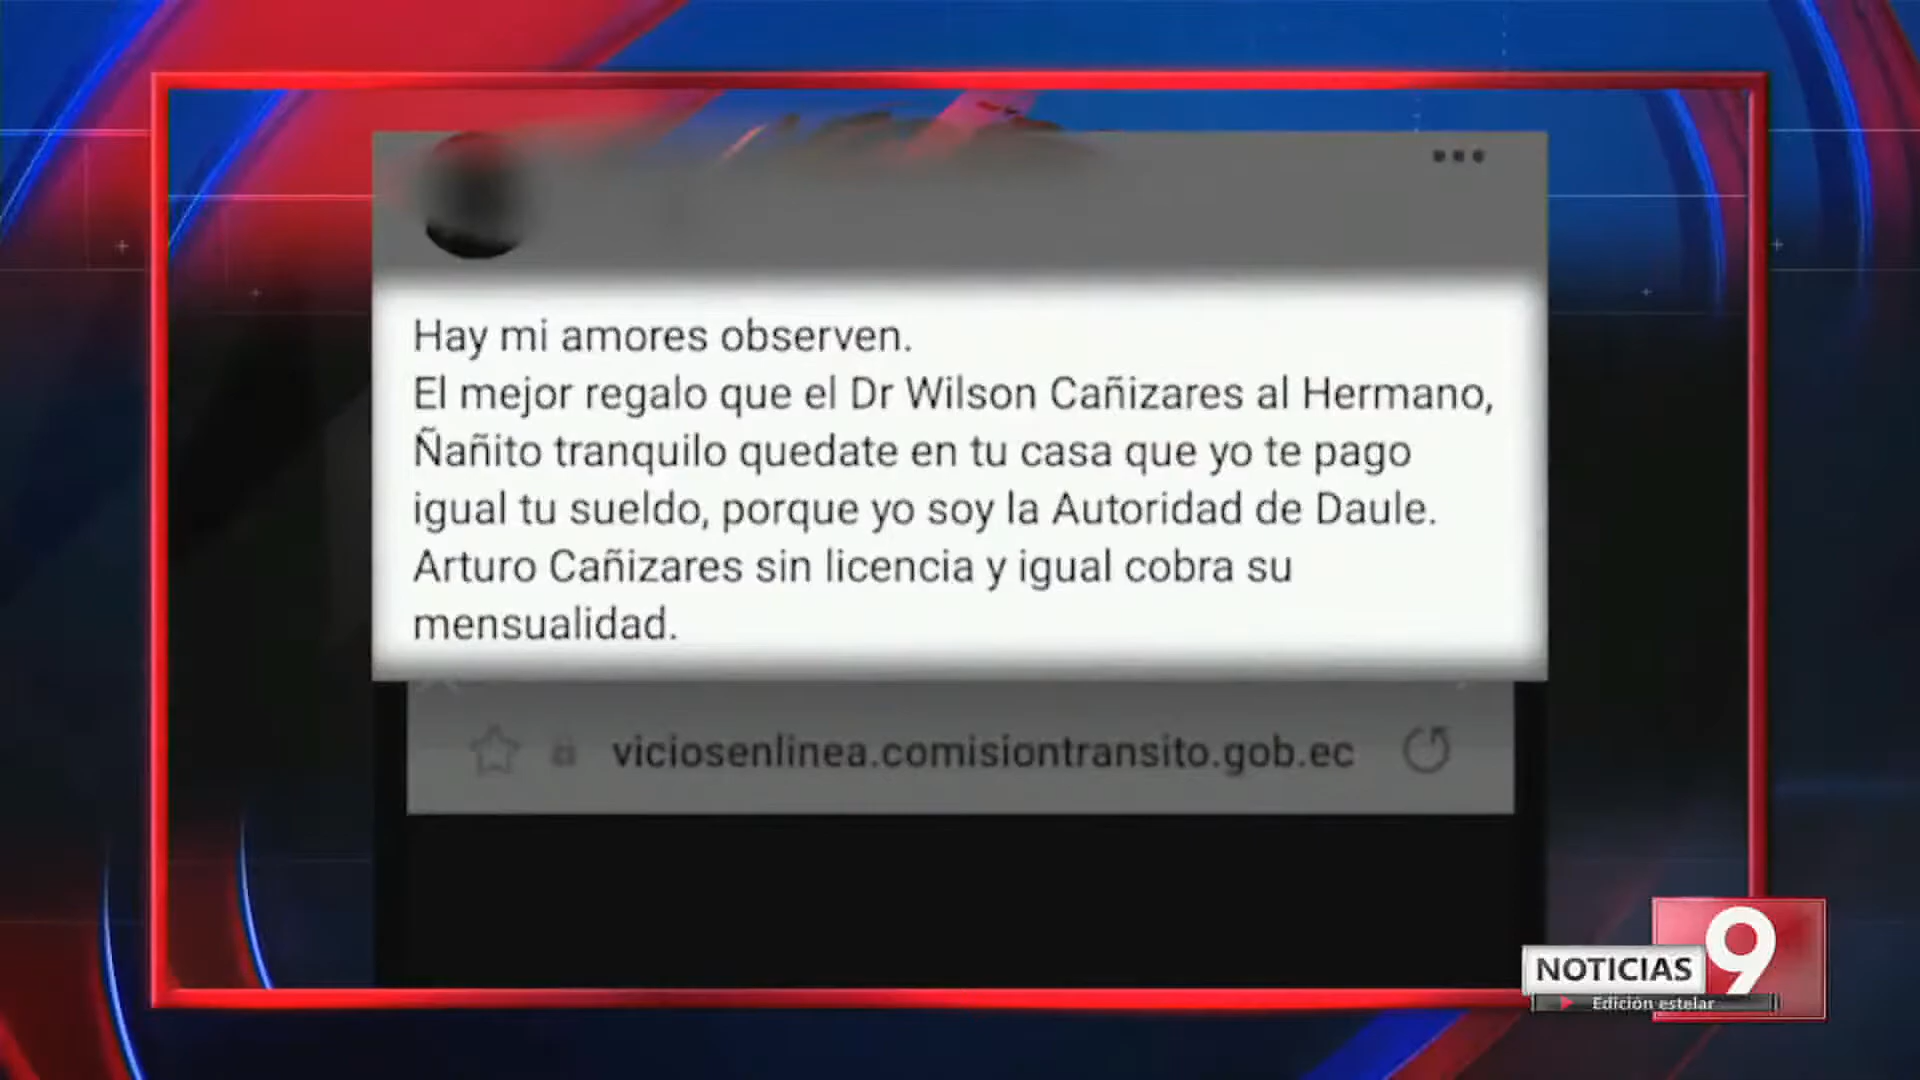 Hay mi amores observen.
El mejor regalo que el Dr Wilson Cañizares al Hermano,
Ñañito tranquilo quedate en tu casa que yo te pago
igual tu sueldo, porque yo soy la Autoridad de Daule.
Arturo Cañizares sin licencia y igual cobra su
mensualidad.
viciosenlinea.comisiontransito.gob.ec
NOTICIAS 9
Edición estelar